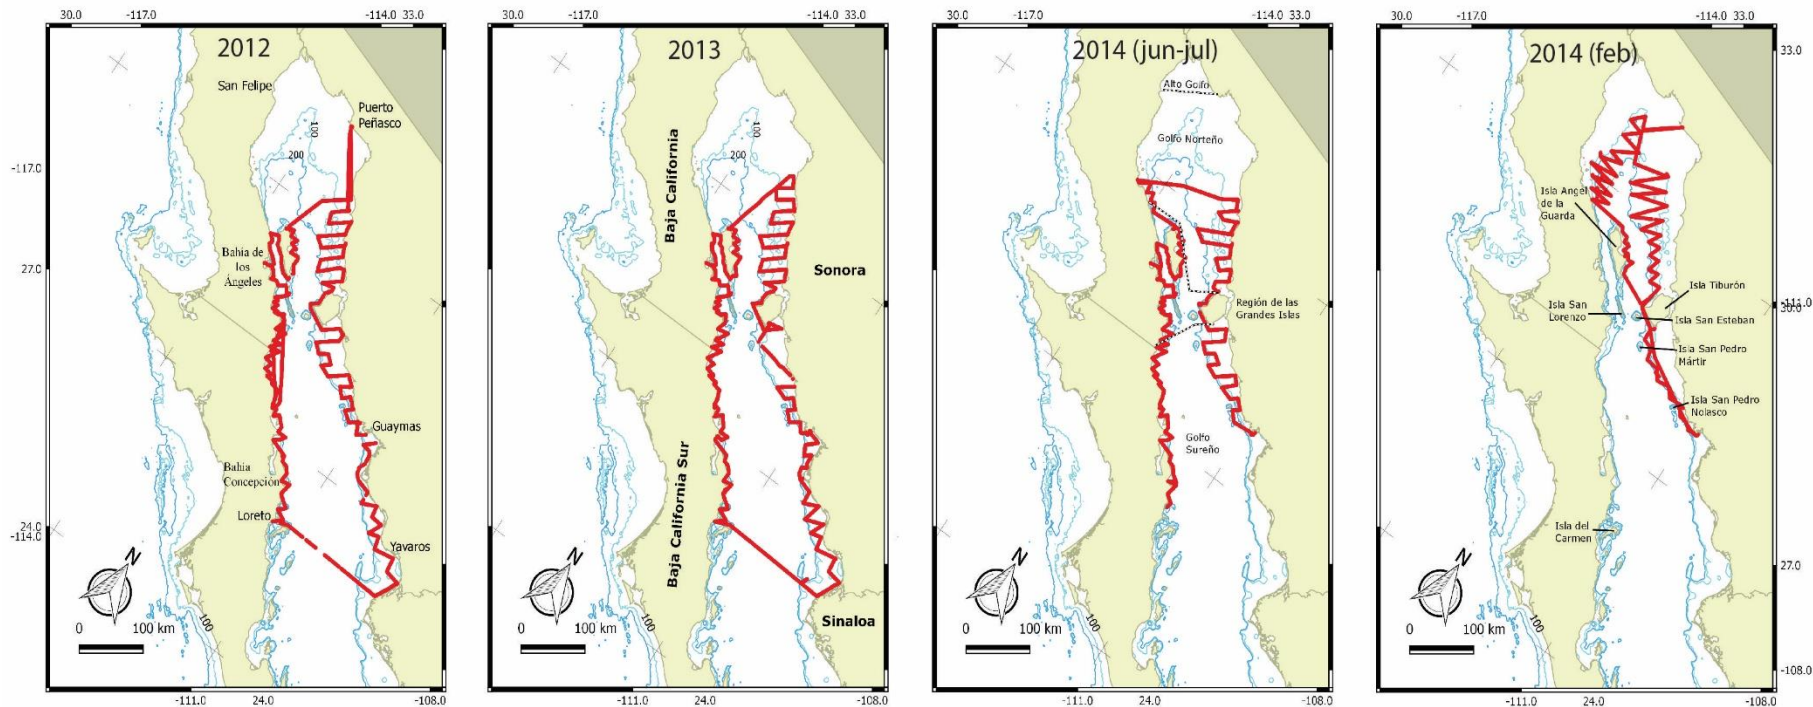 30.0 -117.0 -114.0 33.0
2012
San Felipe
Puerto
Peñasco
100
200
-117.0
27.0
Bahía de
los
Ángeles
Guaymas
Bahía
Concepción
Loreto
Yavaros
24.0
-114.0
N
0 100 km
100
-111.0 24.0 -108.0
30.0 -117.0 -114.0 33.0
2013
100
200
Baja California
Sonora
Baja California Sur
N
0 100 km
100
Sinaloa
-111.0 24.0 -108.0
30.0 -117.0 -114.0 33.0
2014 (jun-jul)
Alto Golfo
Golfo Norteño
Región de las
Grandes Islas
Golfo
Sureño
N
0 100 km
100
-111.0 24.0 -108.0
30.0 -117.0 -114.0 33.0
2014 (feb)
33.0
Isla Angel
de la
Guarda
Isla Tiburón
Isla San
Lorenzo
Isla San Esteban
Isla San Pedro
Mártir
Isla San Pedro
Nolasco
Isla del
Carmen
27.0
N
0 100 km
100
-108.0
-111.0 24.0 -108.0